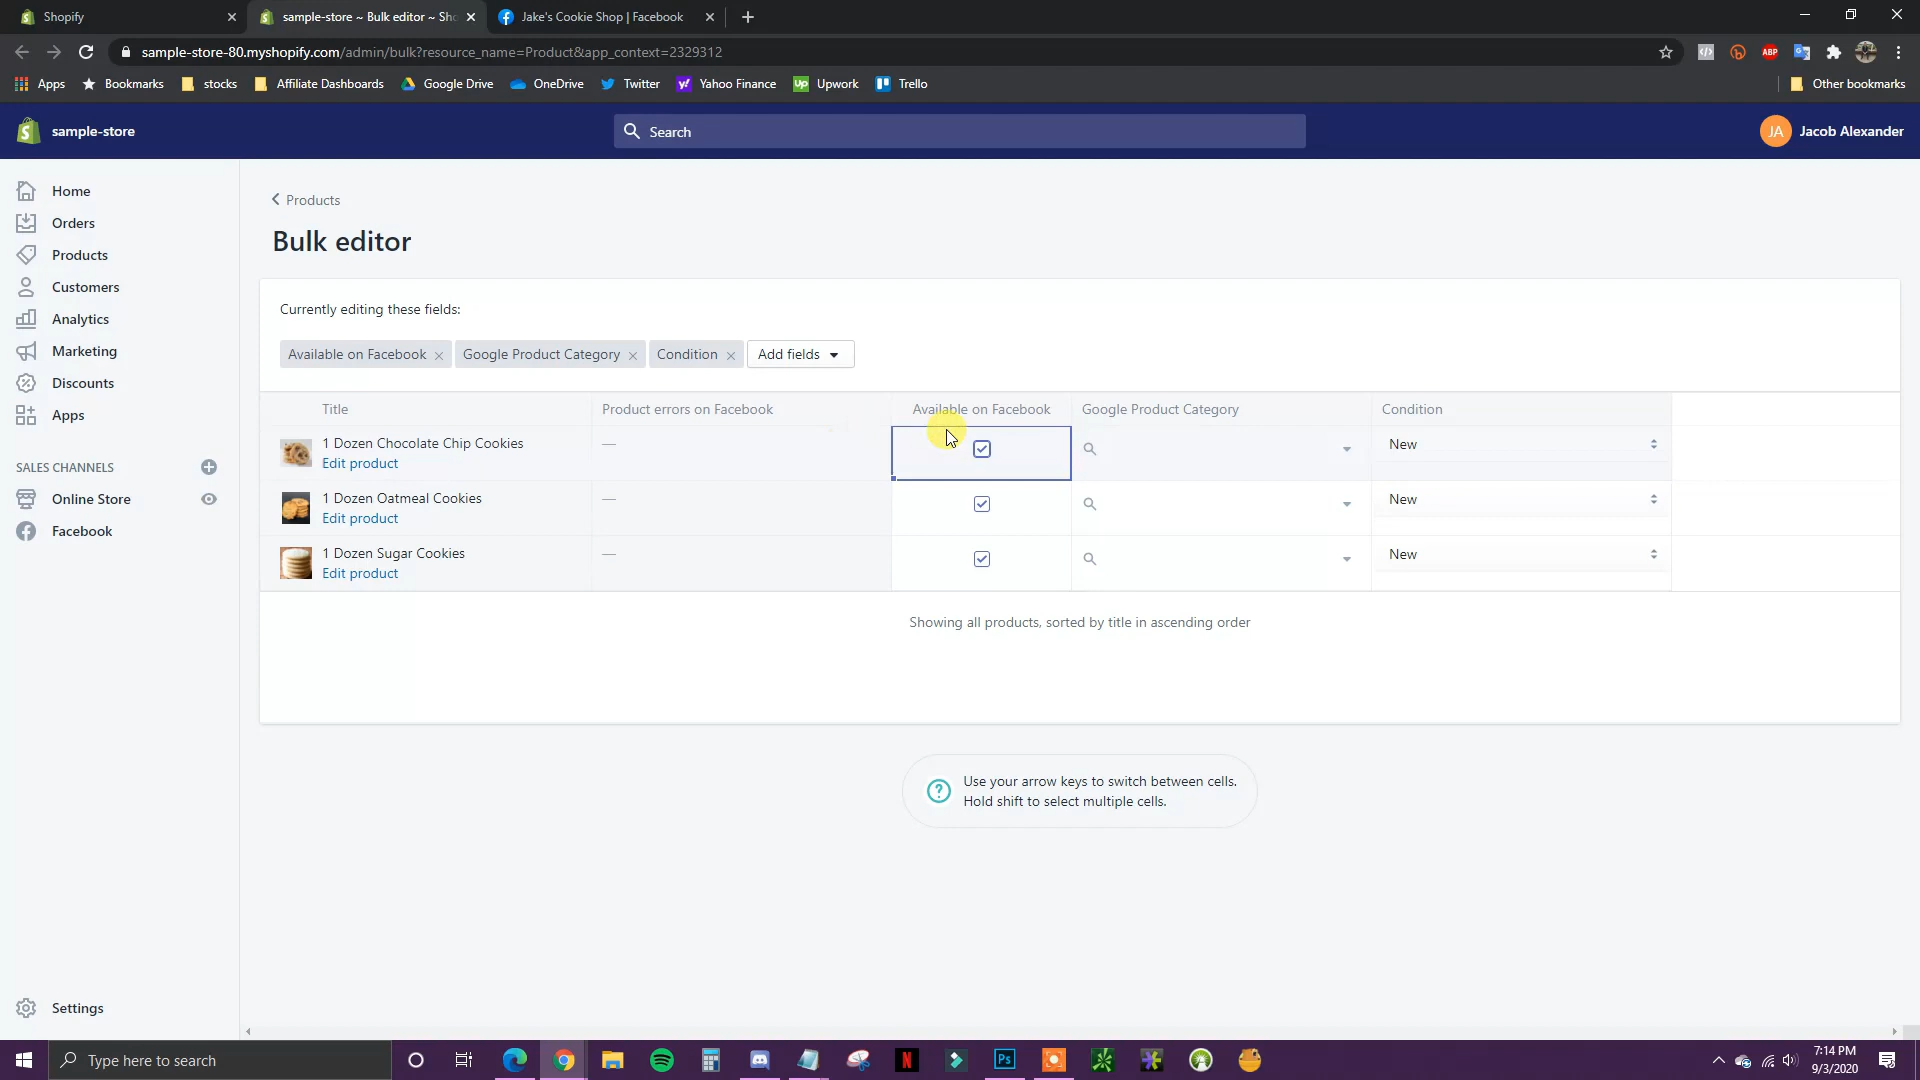 Shopify
sample-store ~ Bulk editor ~ Sho
Jake's Cookie Shop | Facebook
sample-store-80.myshopify.com/admin/bulk?resource_name=Product&app_context=2329312
ABP
Apps
Bookmarks
stocks
Affiliate Dashboards
Google Drive
OneDrive
Twitter
Yahoo Finance
Upwork
Trello
Other bookmarks
sample-store
Search
JA
Jacob Alexander
Home
Orders
Products
Customers
Analytics
Marketing
Discounts
Apps
SALES CHANNELS
Online Store
Facebook
Settings
Products
Bulk editor
Currently editing these fields:
Available on Facebook
Google Product Category
Condition
Add fields
Title
Product errors on Facebook
Available on Facebook
Google Product Category
Condition
1 Dozen Chocolate Chip Cookies
Edit product
—
New
1 Dozen Oatmeal Cookies
Edit product
—
New
1 Dozen Sugar Cookies
Edit product
—
New
Showing all products, sorted by title in ascending order
Use your arrow keys to switch between cells.
Hold shift to select multiple cells.
Type here to search
Ps
7:14 PM
9/3/2020